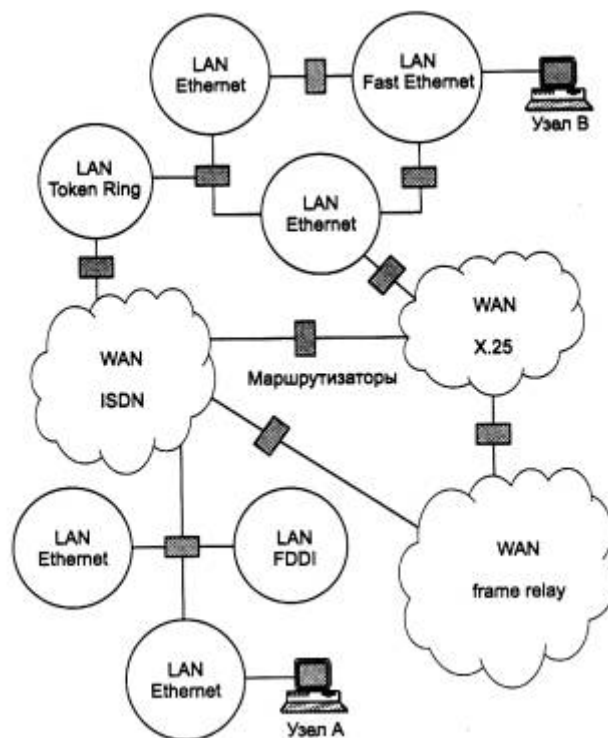 LAN
Ethernet
LAN
Fast Ethernet
Узел В
LAN
Token Ring
LAN
Ethernet
WAN
ISDN
WAN
X.25
Маршрутизаторы
LAN
Ethernet
LAN
FDDI
WAN
frame relay
LAN
Ethernet
Узел А